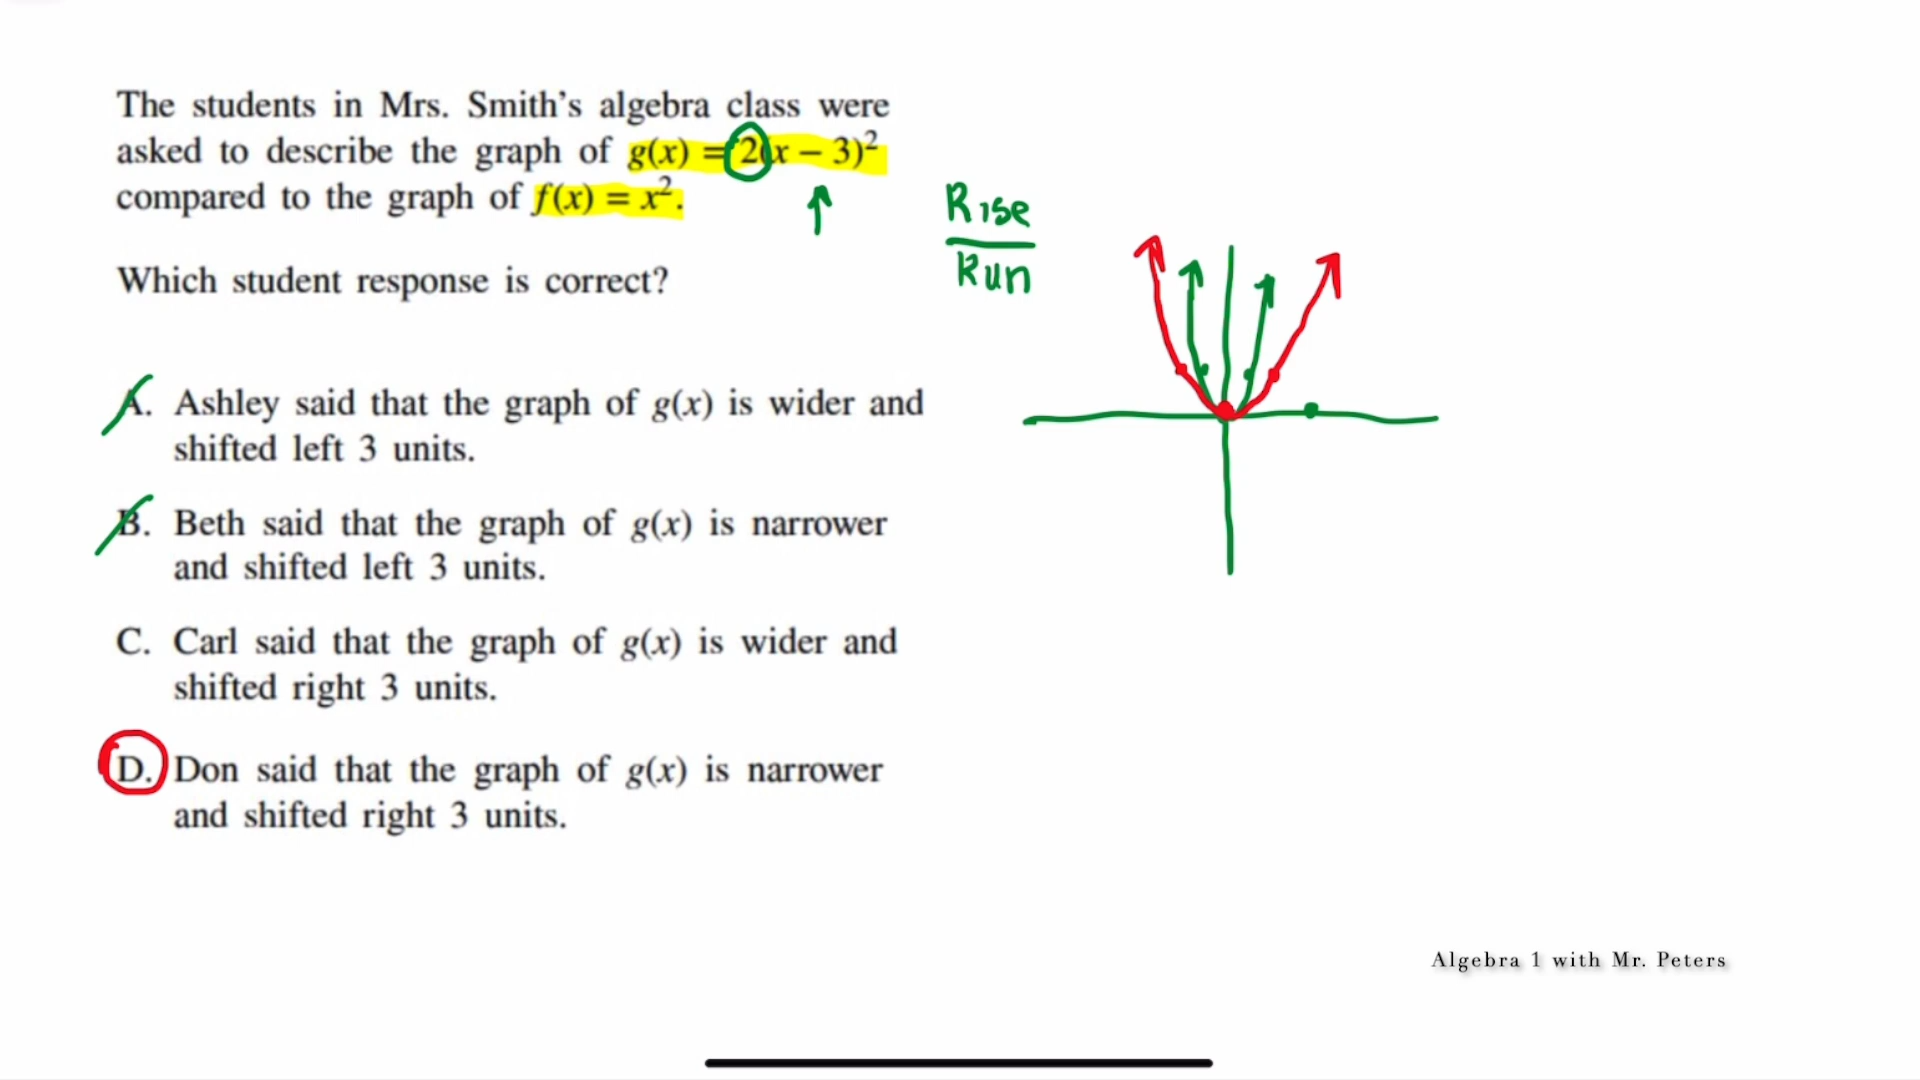 The students in Mrs. Smith's algebra class were
asked to describe the graph of g(x) = 2(x – 3)²
compared to the graph of f(x) = x².
Rise
Run
Which student response is correct?
A. Ashley said that the graph of g(x) is wider and
shifted left 3 units.
B. Beth said that the graph of g(x) is narrower
and shifted left 3 units.
C. Carl said that the graph of g(x) is wider and
shifted right 3 units.
D. Don said that the graph of g(x) is narrower
and shifted right 3 units.
Algebra 1 with Mr. Peters